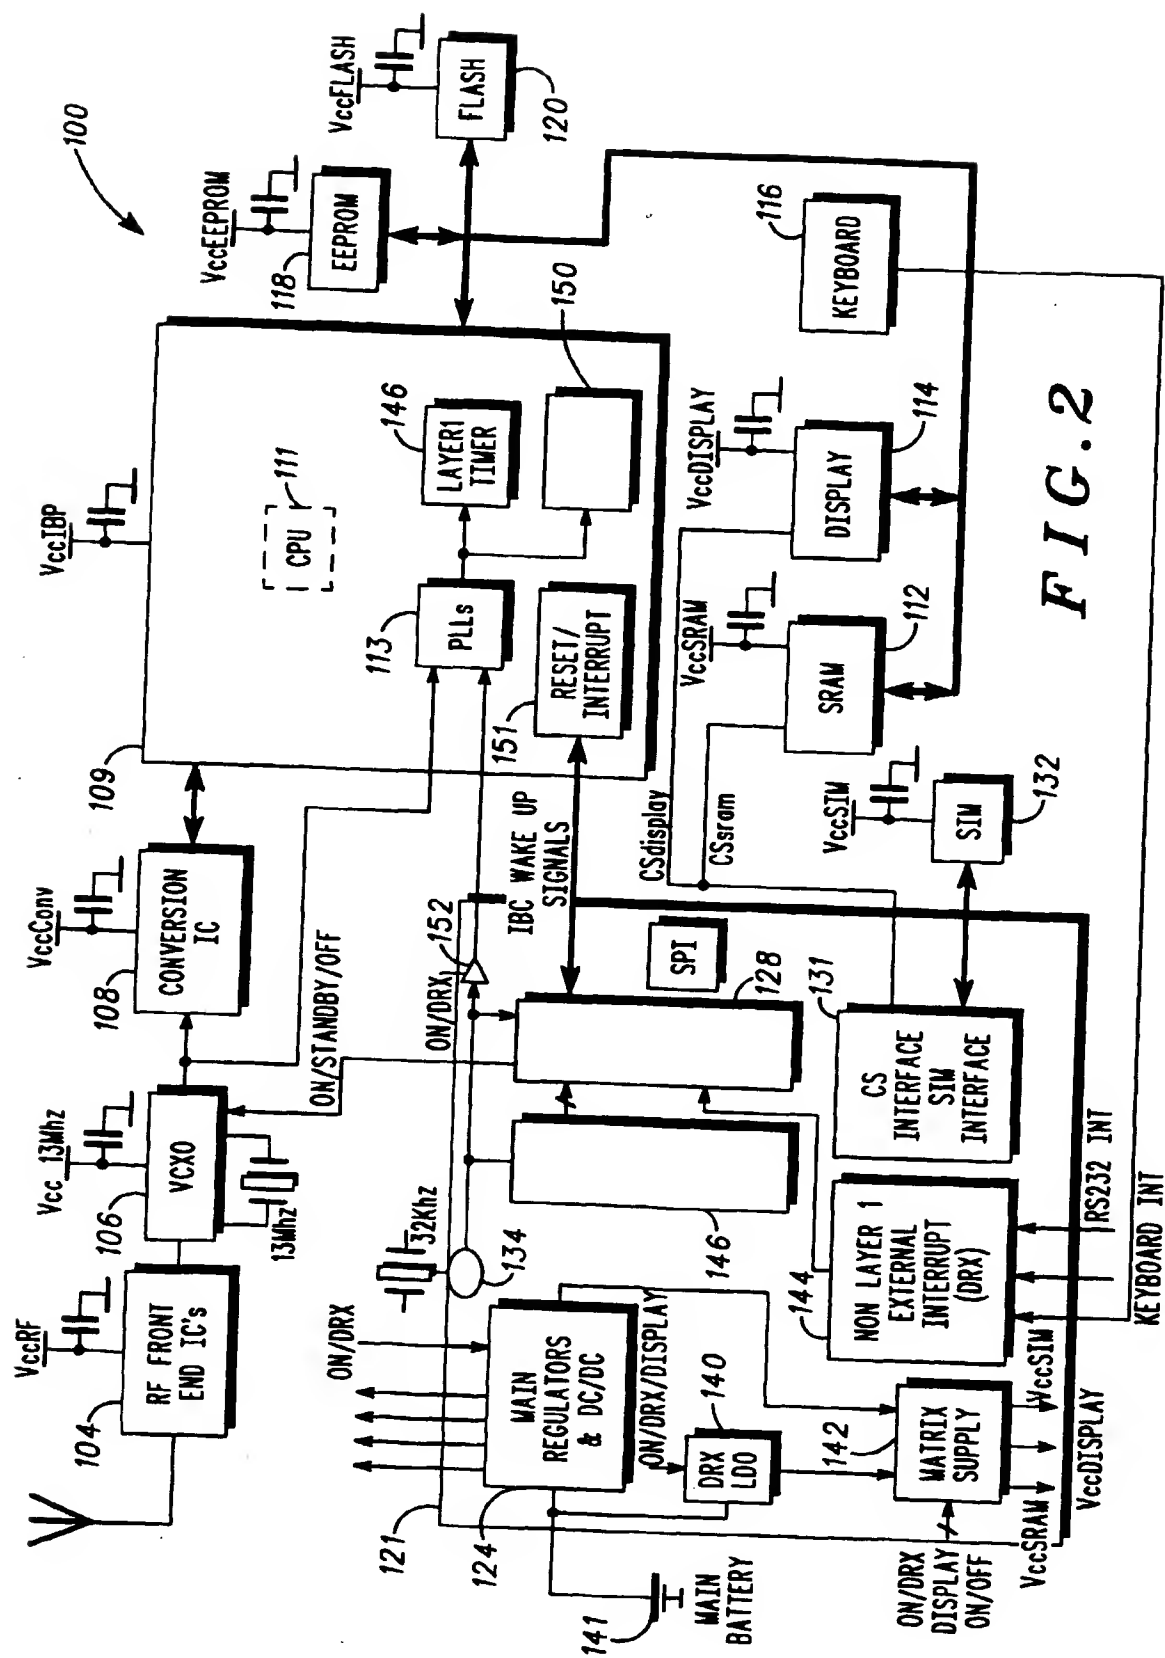 100
VccRF
RF FRONT
END IC's
104
Vcc 13Mhz
VCXO
106
13Mhz
VccConv
CONVERSION
IC
108
ON/STANDBY/OFF
109
VccIBP
CPU
111
113
PLLs
LAYER1
TIMER
146
150
151
RESET/
INTERRUPT
VccEEPROM
EEPROM
118
VccFLASH
FLASH
120
121
ON/DRX
MAIN
REGULATORS
& DC/DC
124
32Khz
134
ON/DRX
152
IBC WAKE UP
SIGNALS
146
128
SPI
ON/DRX/DISPLAY
DRX
LDO
140
141
MAIN
BATTERY
142
MATRIX
SUPPLY
ON/DRX
DISPLAY
ON/OFF
VccSRAM
VccDISPLAY
VccSIM
144
NON LAYER 1
EXTERNAL
INTERRUPT
(DRX)
RS232 INT
KEYBOARD INT
131
CS
INTERFACE
SIM
INTERFACE
CSdisplay
CSsram
VccSIM
SIM
132
VccSRAM
SRAM
112
VccDISPLAY
DISPLAY
114
KEYBOARD
116
FIG.2